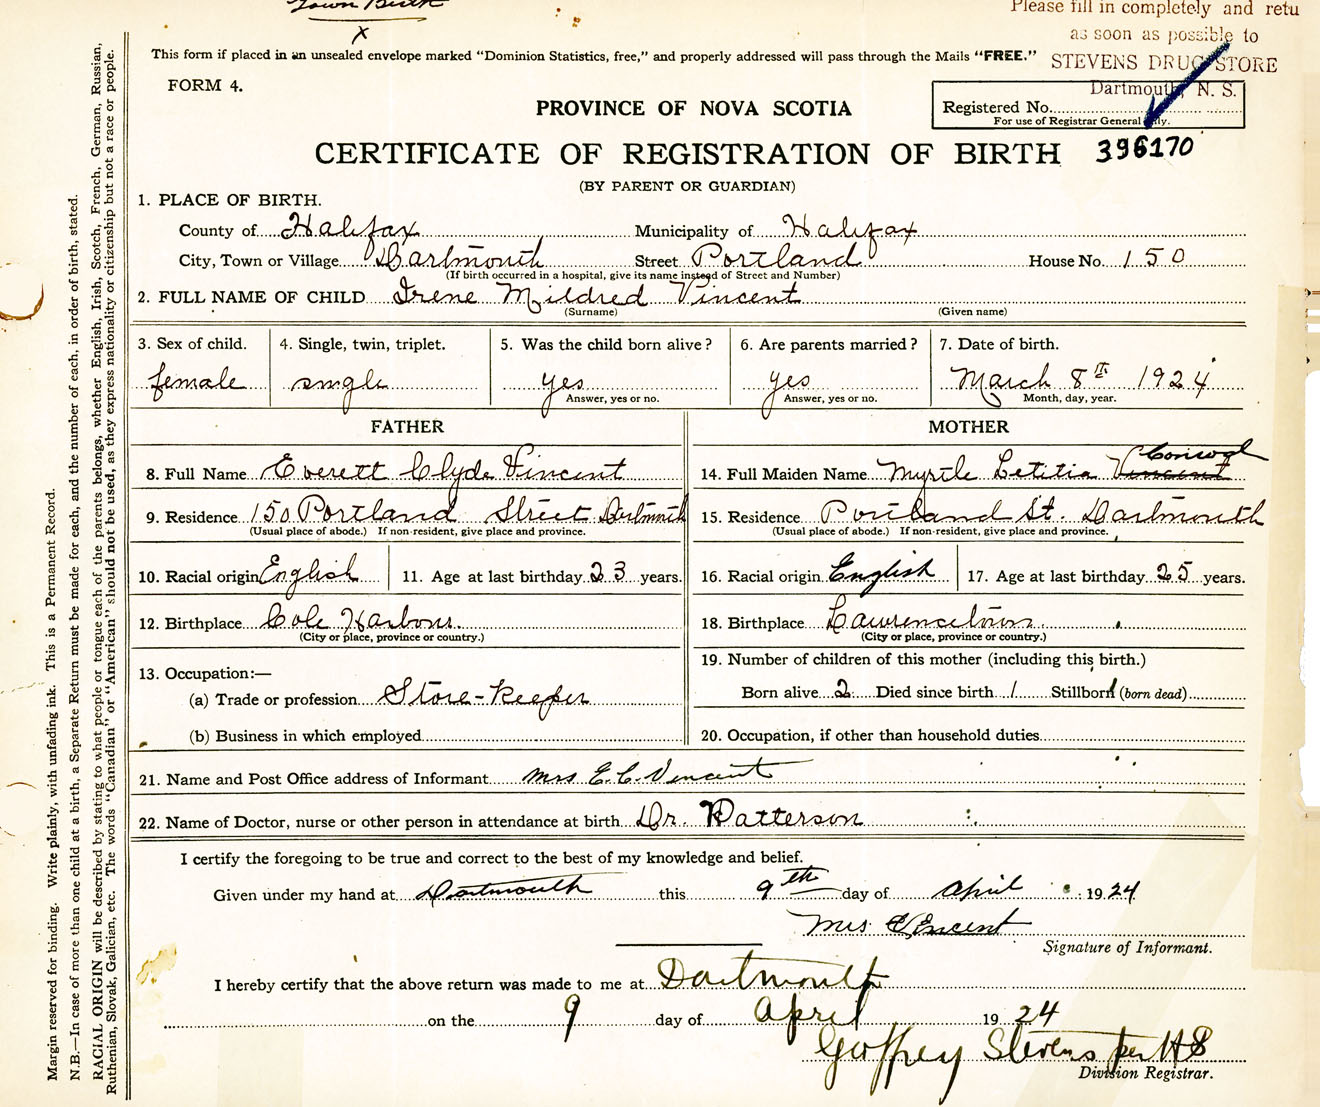 Town Birth
X
Please fill in completely and retu
as soon as possible to
STEVENS DRUG STORE
Dartmouth, N. S.
This form if placed in an unsealed envelope marked "Dominion Statistics, free," and properly addressed will pass through the Mails "FREE."
FORM 4.
PROVINCE OF NOVA SCOTIA
Registered No.
For use of Registrar General only.
CERTIFICATE OF REGISTRATION OF BIRTH 396170
(BY PARENT OR GUARDIAN)
1. PLACE OF BIRTH.
County of Halifax Municipality of Halifax
City, Town or Village Dartmouth Street Portland House No. 150
(If birth occurred in a hospital, give its name instead of Street and Number)
2. FULL NAME OF CHILD Irene Mildred Vincent
(Surname) (Given name)
3. Sex of child. 4. Single, twin, triplet. 5. Was the child born alive? 6. Are parents married? 7. Date of birth.
female single yes yes March 8th 1924
Answer, yes or no. Answer, yes or no. Month, day, year.
FATHER MOTHER
8. Full Name Everett Clyde Vincent 14. Full Maiden Name Myrtle Letitia Vincent
9. Residence 150 Portland Street Dartmouth 15. Residence Portland St. Dartmouth
(Usual place of abode.) If non-resident, give place and province. (Usual place of abode.) If non-resident, give place and province.
10. Racial origin English 11. Age at last birthday 23 years. 16. Racial origin English 17. Age at last birthday 25 years.
12. Birthplace Cole Harbour. 18. Birthplace Lawrencetown
(City or place, province or country.) (City or place, province or country.)
13. Occupation:— 19. Number of children of this mother (including this birth.)
(a) Trade or profession Store-Keeper Born alive 2 Died since birth 1 Stillborn (born dead)
(b) Business in which employed 20. Occupation, if other than household duties
21. Name and Post Office address of Informant Mrs E. C. Vincent
22. Name of Doctor, nurse or other person in attendance at birth Dr. Patterson
I certify the foregoing to be true and correct to the best of my knowledge and belief.
Given under my hand at Dartmouth this 9th day of April 1924
Mrs E Vincent
Signature of Informant.
I hereby certify that the above return was made to me at Dartmouth
on the 9 day of April 19 24
Geoffrey Stevens per HS
Division Registrar.
Margin reserved for binding. Write plainly, with unfading ink. This is a Permanent Record.
N.B.—In case of more than one child at a birth, a Separate Return must be made for each, and the number of each, in order of birth, stated.
RACIAL ORIGIN will be described by stating to what people or tongue each of the parents belongs, whether English, Irish, Scotch, French, German, Russian,
Ruthenian, Slovak, Galician, etc. The words "Canadian" or "American" should not be used, as they express nationality or citizenship but not a race or people.